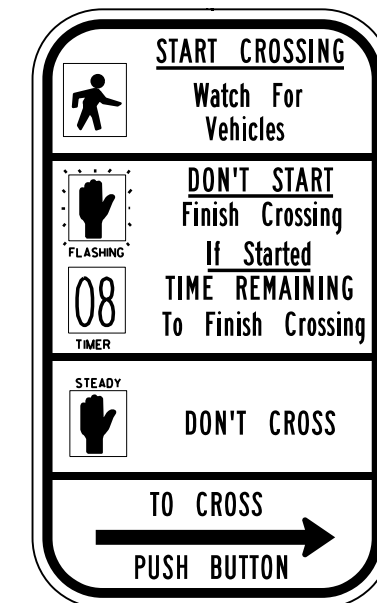 START CROSSING
Watch For
Vehicles
DON'T START
Finish Crossing
If Started
FLASHING
TIME REMAINING
To Finish Crossing
08
TIMER
STEADY
DON'T CROSS
TO CROSS
PUSH BUTTON